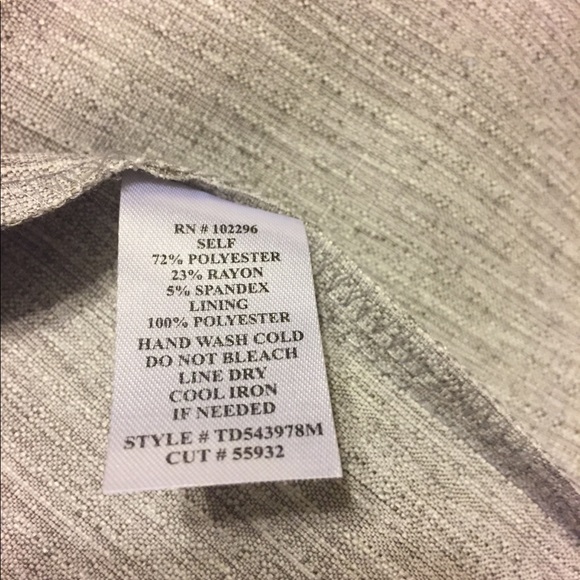 RN # 102296
SELF
72% POLYESTER
23% RAYON
5% SPANDEX
LINING
100% POLYESTER
HAND WASH COLD
DO NOT BLEACH
LINE DRY
COOL IRON
IF NEEDED
STYLE # TD543978M
CUT # 55932